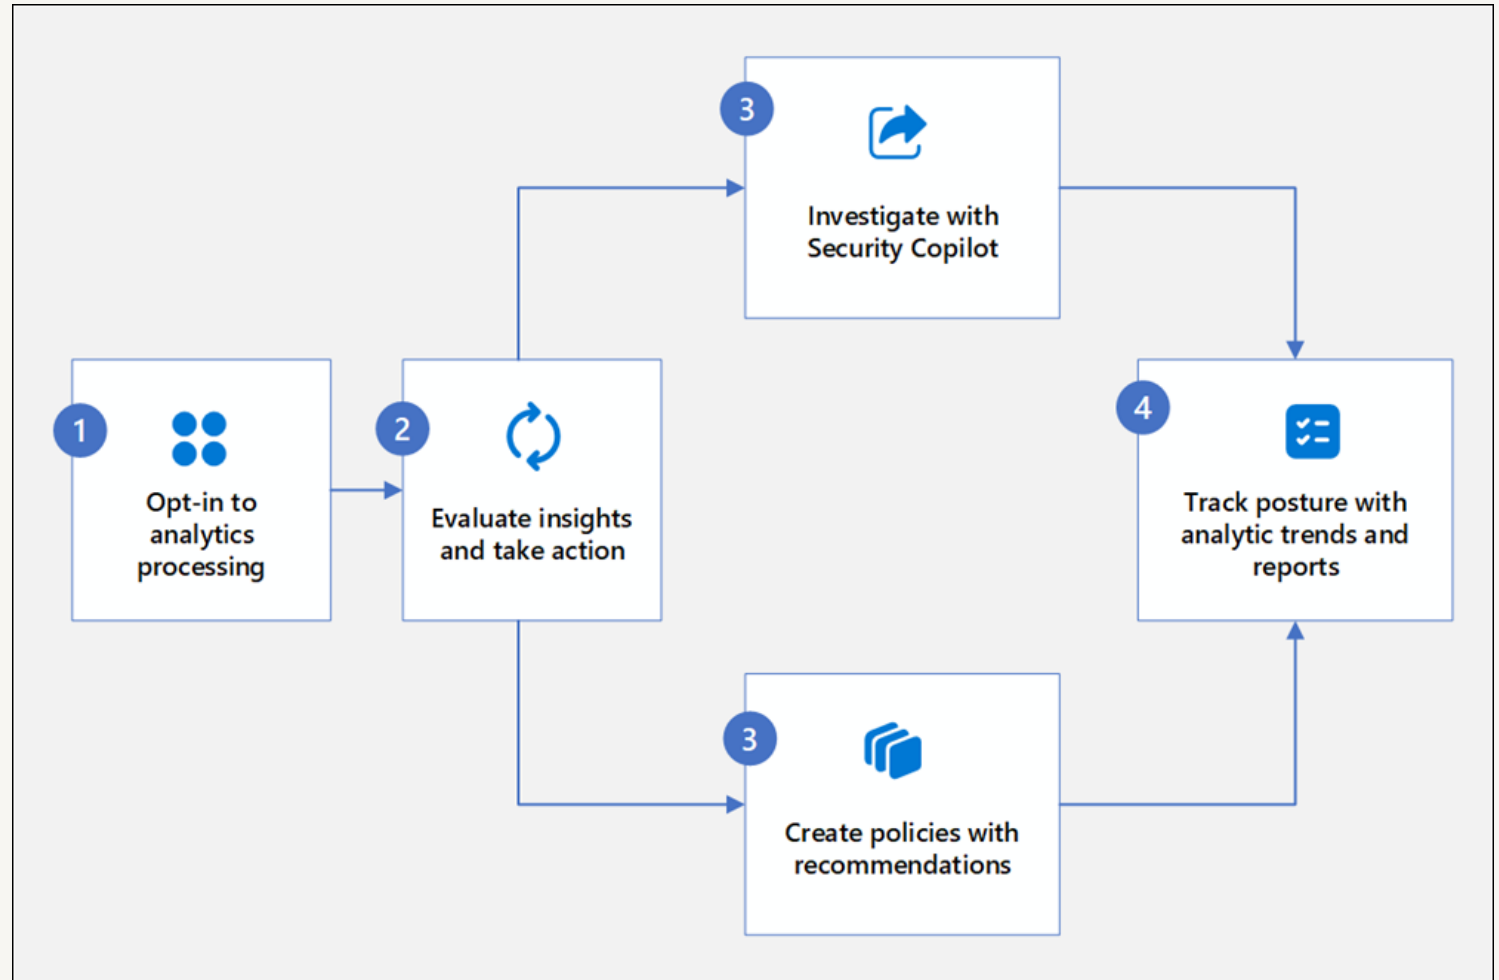 1
Opt-in to
analytics
processing
2
Evaluate insights
and take action
3
Investigate with
Security Copilot
3
Create policies with
recommendations
4
Track posture with
analytic trends and
reports